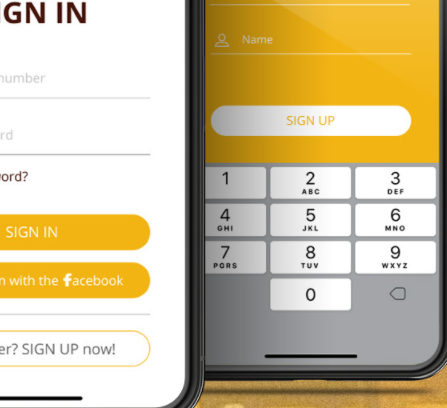 IGN IN
number
rd
ord?
SIGN IN
n with the facebook
er? SIGN UP now!
Name
SIGN UP
1 2 3
ABC DEF
4 5 6
GHI JKL MNO
7 8 9
PQRS TUV WXYZ
0